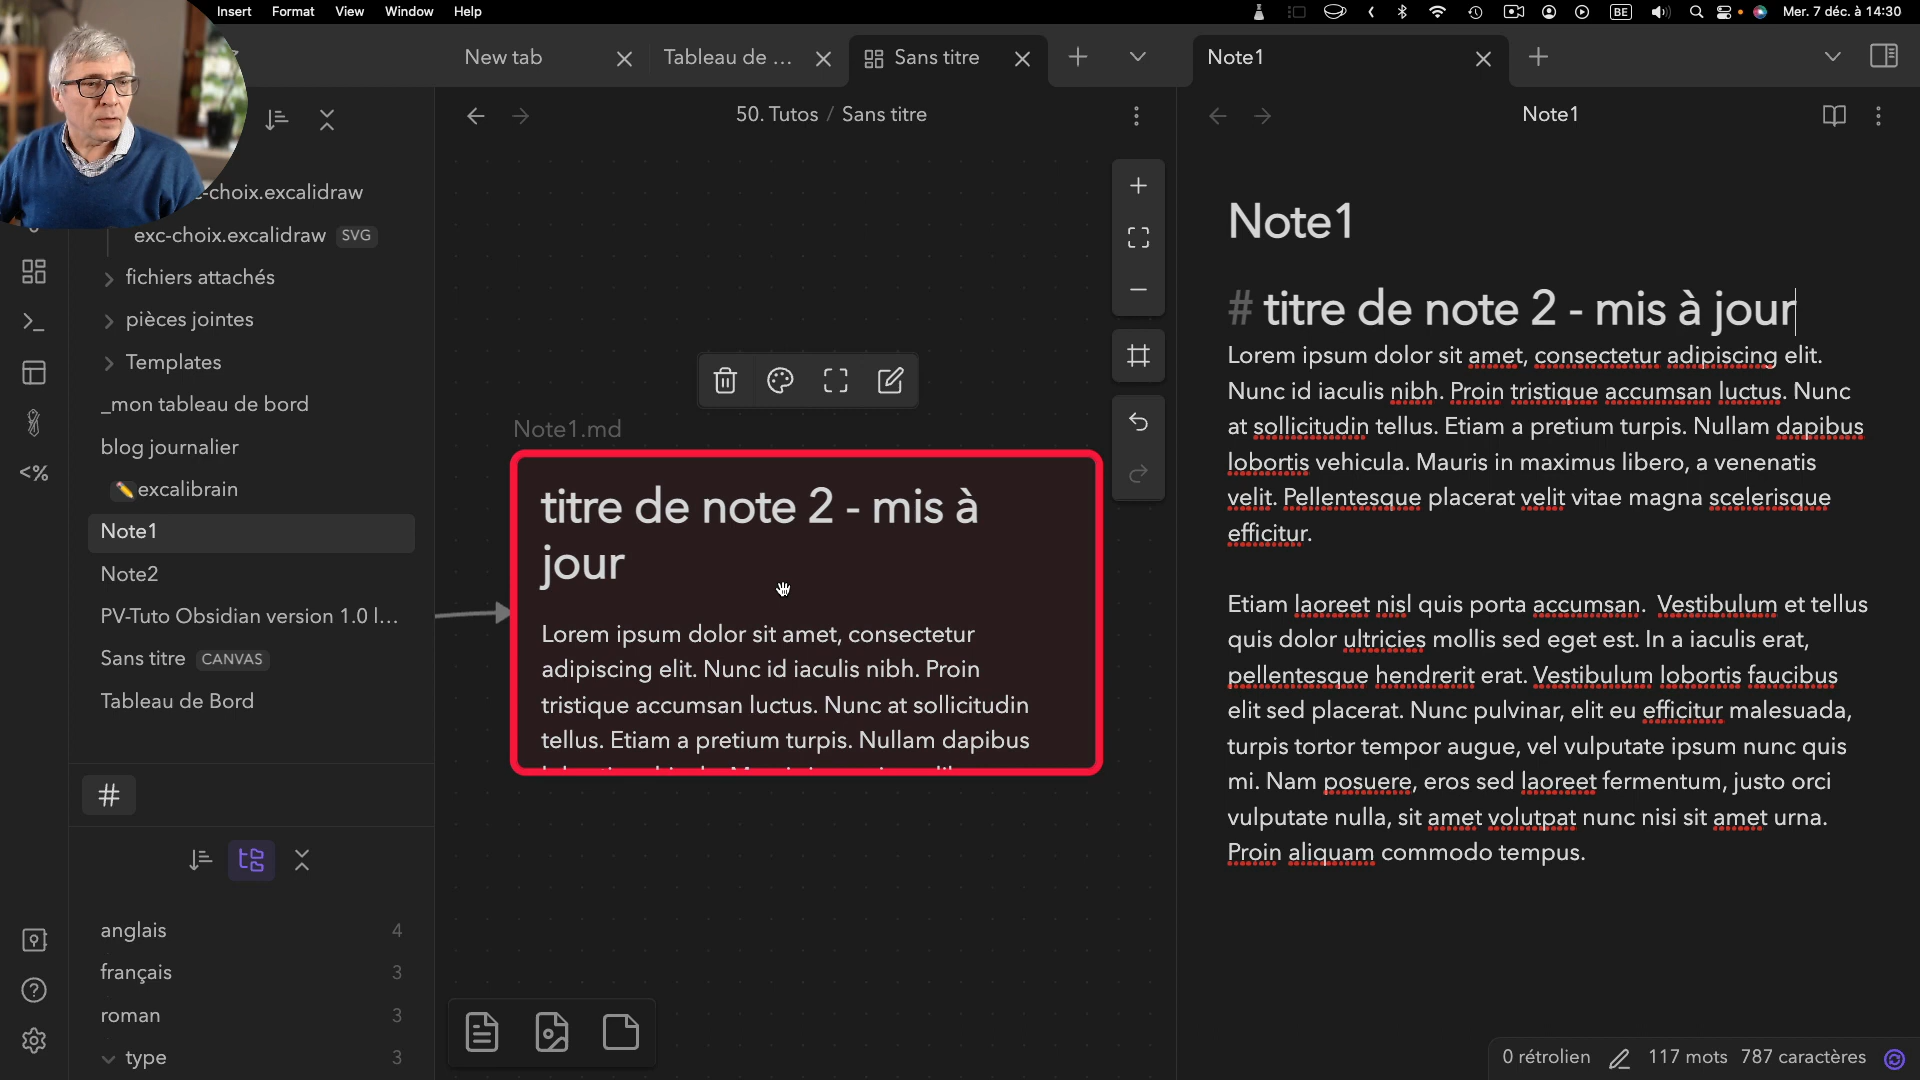 Insert Format View Window Help
BE Mer. 7 déc. à 14:30
New tab
Tableau de ...
Sans titre
Note1
50. Tutos / Sans titre
Note1
-choix.excalidraw
exc-choix.excalidraw SVG
fichiers attachés
pièces jointes
Templates
_mon tableau de bord
blog journalier
excalibrain
Note1
Note2
PV-Tuto Obsidian version 1.0 l...
Sans titre CANVAS
Tableau de Bord
#
anglais 4
français 3
roman 3
type 3
<%
Note1.md
titre de note 2 - mis à
jour
Lorem ipsum dolor sit amet, consectetur
adipiscing elit. Nunc id iaculis nibh. Proin
tristique accumsan luctus. Nunc at sollicitudin
tellus. Etiam a pretium turpis. Nullam dapibus
Note1
# titre de note 2 - mis à jour
Lorem ipsum dolor sit amet, consectetur adipiscing elit.
Nunc id iaculis nibh. Proin tristique accumsan luctus. Nunc
at sollicitudin tellus. Etiam a pretium turpis. Nullam dapibus
lobortis vehicula. Mauris in maximus libero, a venenatis
velit. Pellentesque placerat velit vitae magna scelerisque
efficitur.
Etiam laoreet nisl quis porta accumsan.  Vestibulum et tellus
quis dolor ultricies mollis sed eget est. In a iaculis erat,
pellentesque hendrerit erat. Vestibulum lobortis faucibus
elit sed placerat. Nunc pulvinar, elit eu efficitur malesuada,
turpis tortor tempor augue, vel vulputate ipsum nunc quis
mi. Nam posuere, eros sed laoreet fermentum, justo orci
vulputate nulla, sit amet volutpat nunc nisi sit amet urna.
Proin aliquam commodo tempus.
0 rétrolien 117 mots 787 caractères